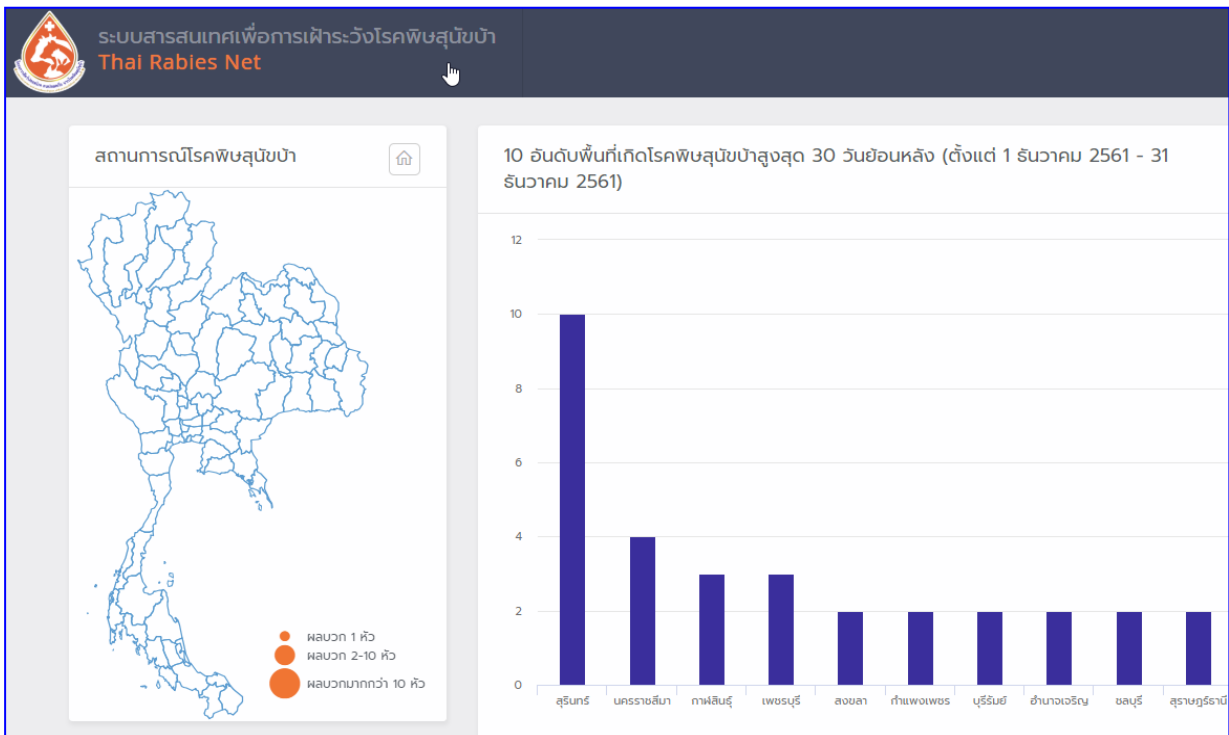 ระบบสารสนเทศเพื่อการเฝ้าระวังโรคพิษสุนัขบ้า
Thai Rabies Net
สถานการณ์โรคพิษสุนัขบ้า
ผลบวก 1 หัว
ผลบวก 2-10 หัว
ผลบวกมากกว่า 10 หัว
10 อันดับพื้นที่เกิดโรคพิษสุนัขบ้าสูงสุด 30 วันย้อนหลัง (ตั้งแต่ 1 ธันวาคม 2561 - 31
ธันวาคม 2561)
12
10
8
6
4
2
0
สุรินทร์ นครราชสีมา กาฬสินธุ์ เพชรบุรี สงขลา กำแพงเพชร บุรีรัมย์ อำนาจเจริญ ชลบุรี สุราษฎร์ธานี